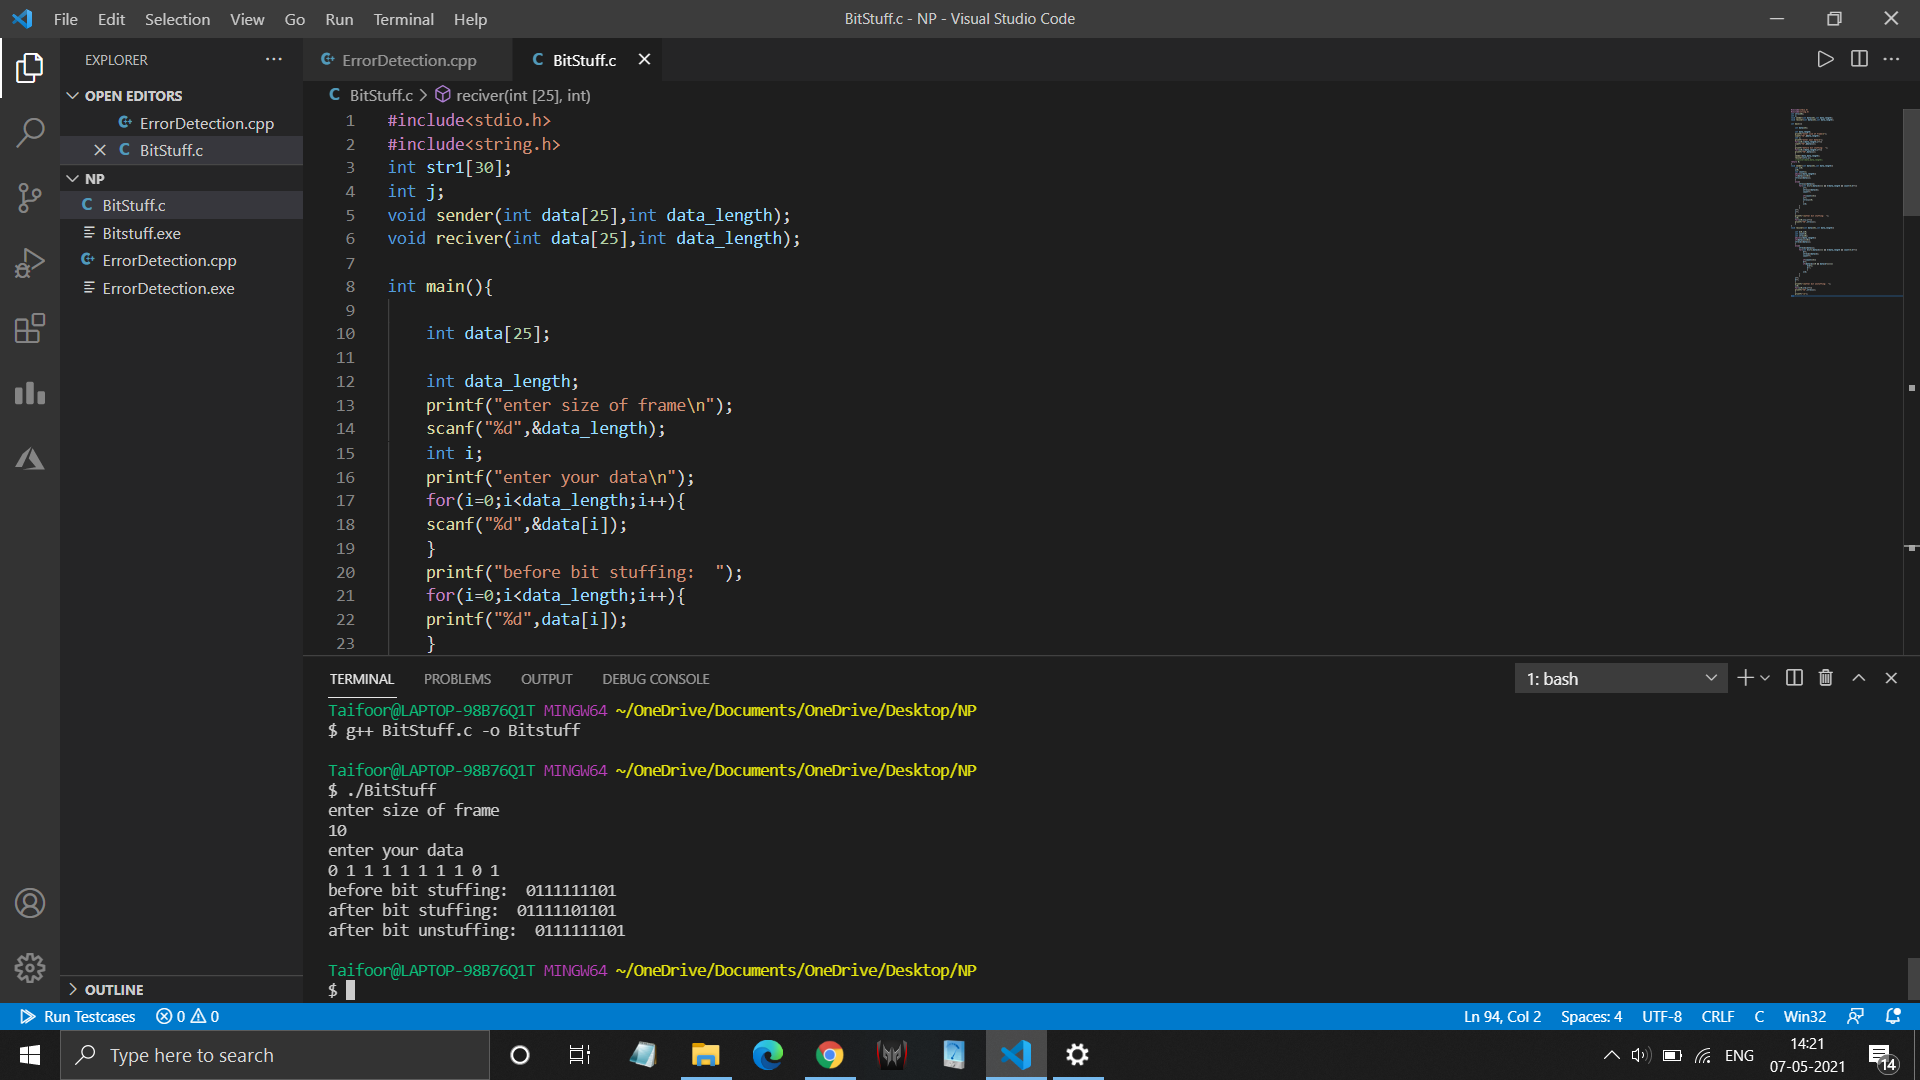 File Edit Selection View Go Run Terminal Help
BitStuff.c - NP - Visual Studio Code
EXPLORER
OPEN EDITORS
ErrorDetection.cpp
BitStuff.c
NP
BitStuff.c
Bitstuff.exe
ErrorDetection.cpp
ErrorDetection.exe
OUTLINE
ErrorDetection.cpp
BitStuff.c
BitStuff.c > reciver(int [25], int)
1 #include<stdio.h>
2 #include<string.h>
3 int str1[30];
4 int j;
5 void sender(int data[25],int data_length);
6 void reciver(int data[25],int data_length);
7
8 int main(){
9
10 int data[25];
11
12 int data_length;
13 printf("enter size of frame\n");
14 scanf("%d",&data_length);
15 int i;
16 printf("enter your data\n");
17 for(i=0;i<data_length;i++){
18 scanf("%d",&data[i]);
19 }
20 printf("before bit stuffing:  ");
21 for(i=0;i<data_length;i++){
22 printf("%d",data[i]);
23 }
TERMINAL PROBLEMS OUTPUT DEBUG CONSOLE
1: bash
Taifoor@LAPTOP-98B76Q1T MINGW64 ~/OneDrive/Documents/OneDrive/Desktop/NP
$ g++ BitStuff.c -o Bitstuff
Taifoor@LAPTOP-98B76Q1T MINGW64 ~/OneDrive/Documents/OneDrive/Desktop/NP
$ ./BitStuff
enter size of frame
10
enter your data
0 1 1 1 1 1 1 1 0 1
before bit stuffing:  0111111101
after bit stuffing:  01111101101
after bit unstuffing:  0111111101
Taifoor@LAPTOP-98B76Q1T MINGW64 ~/OneDrive/Documents/OneDrive/Desktop/NP
$
Run Testcases 0 0
Ln 94, Col 2 Spaces: 4 UTF-8 CRLF C Win32
Type here to search
ENG
14:21
07-05-2021
14